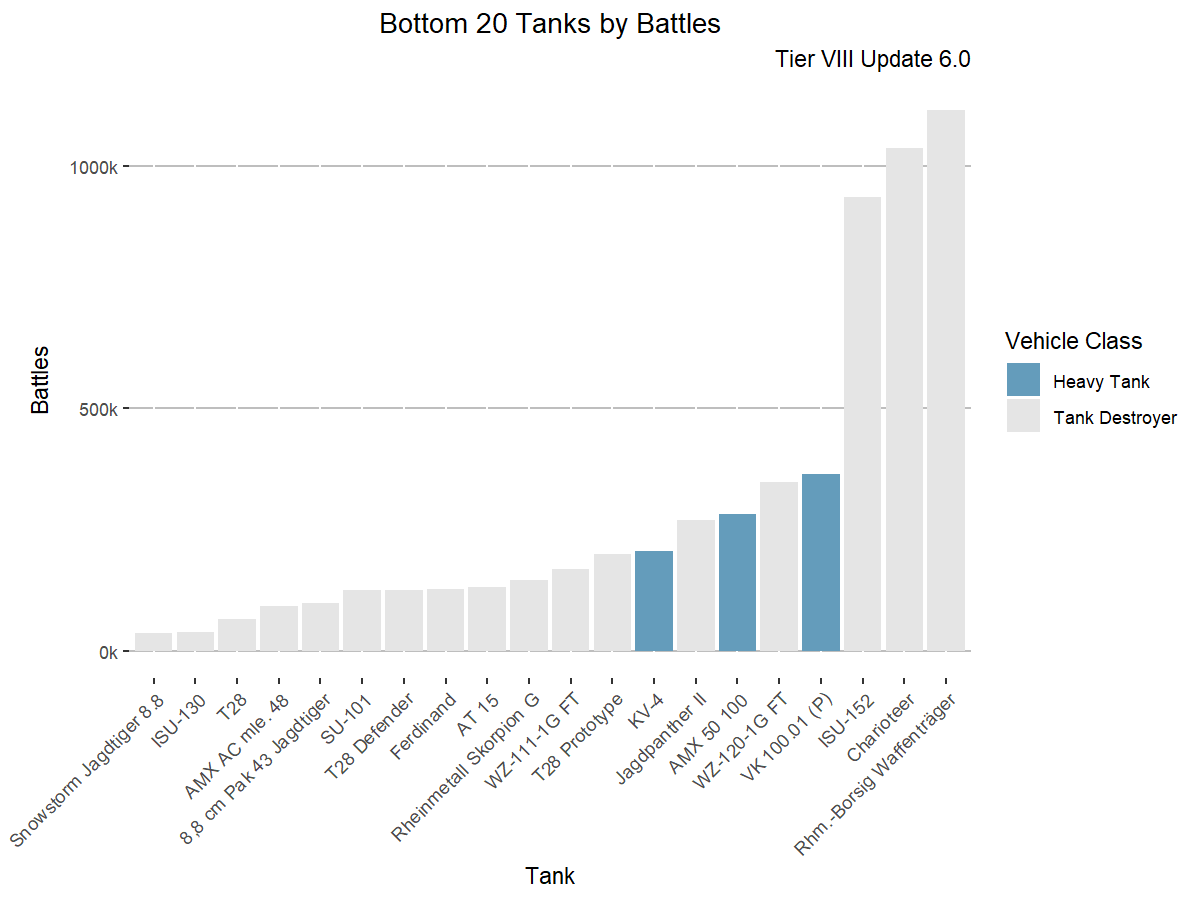 Bottom 20 Tanks by Battles
Tier VIII Update 6.0
1000k
500k
0k
Battles
Snowstorm Jagdtiger 8.8
ISU-130
T28
AMX AC mle. 48
8,8 cm Pak 43 Jagdtiger
SU-101
T28 Defender
Ferdinand
AT 15
Rheinmetall Skorpion G
WZ-111-1G FT
T28 Prototype
KV-4
Jagdpanther II
AMX 50 100
WZ-120-1G FT
VK 100.01 (P)
ISU-152
Charioteer
Rhm.-Borsig Waffenträger
Tank
Vehicle Class
Heavy Tank
Tank Destroyer